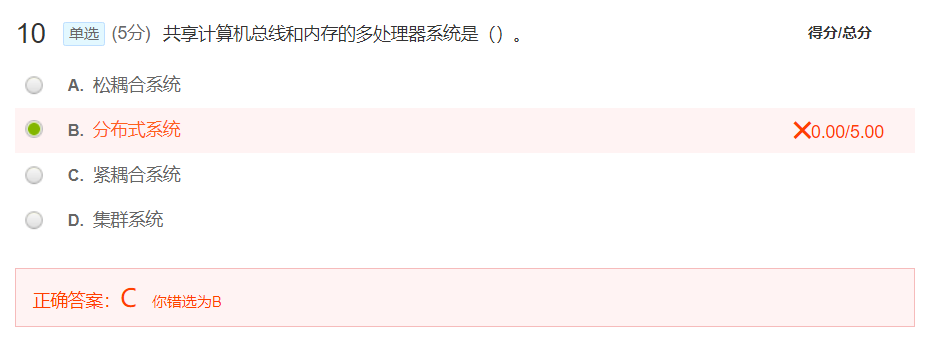 10 单选 (5分) 共享计算机总线和内存的多处理器系统是（）。 得分/总分
A. 松耦合系统
B. 分布式系统 ×0.00/5.00
C. 紧耦合系统
D. 集群系统
正确答案：C 你错选为B